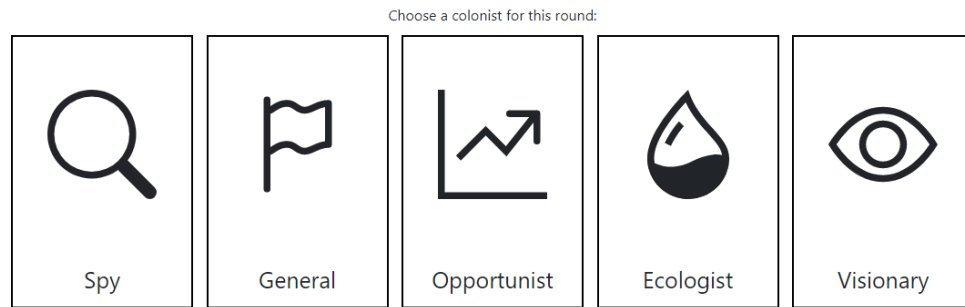 Choose a colonist for this round:
Spy
General
Opportunist
Ecologist
Visionary